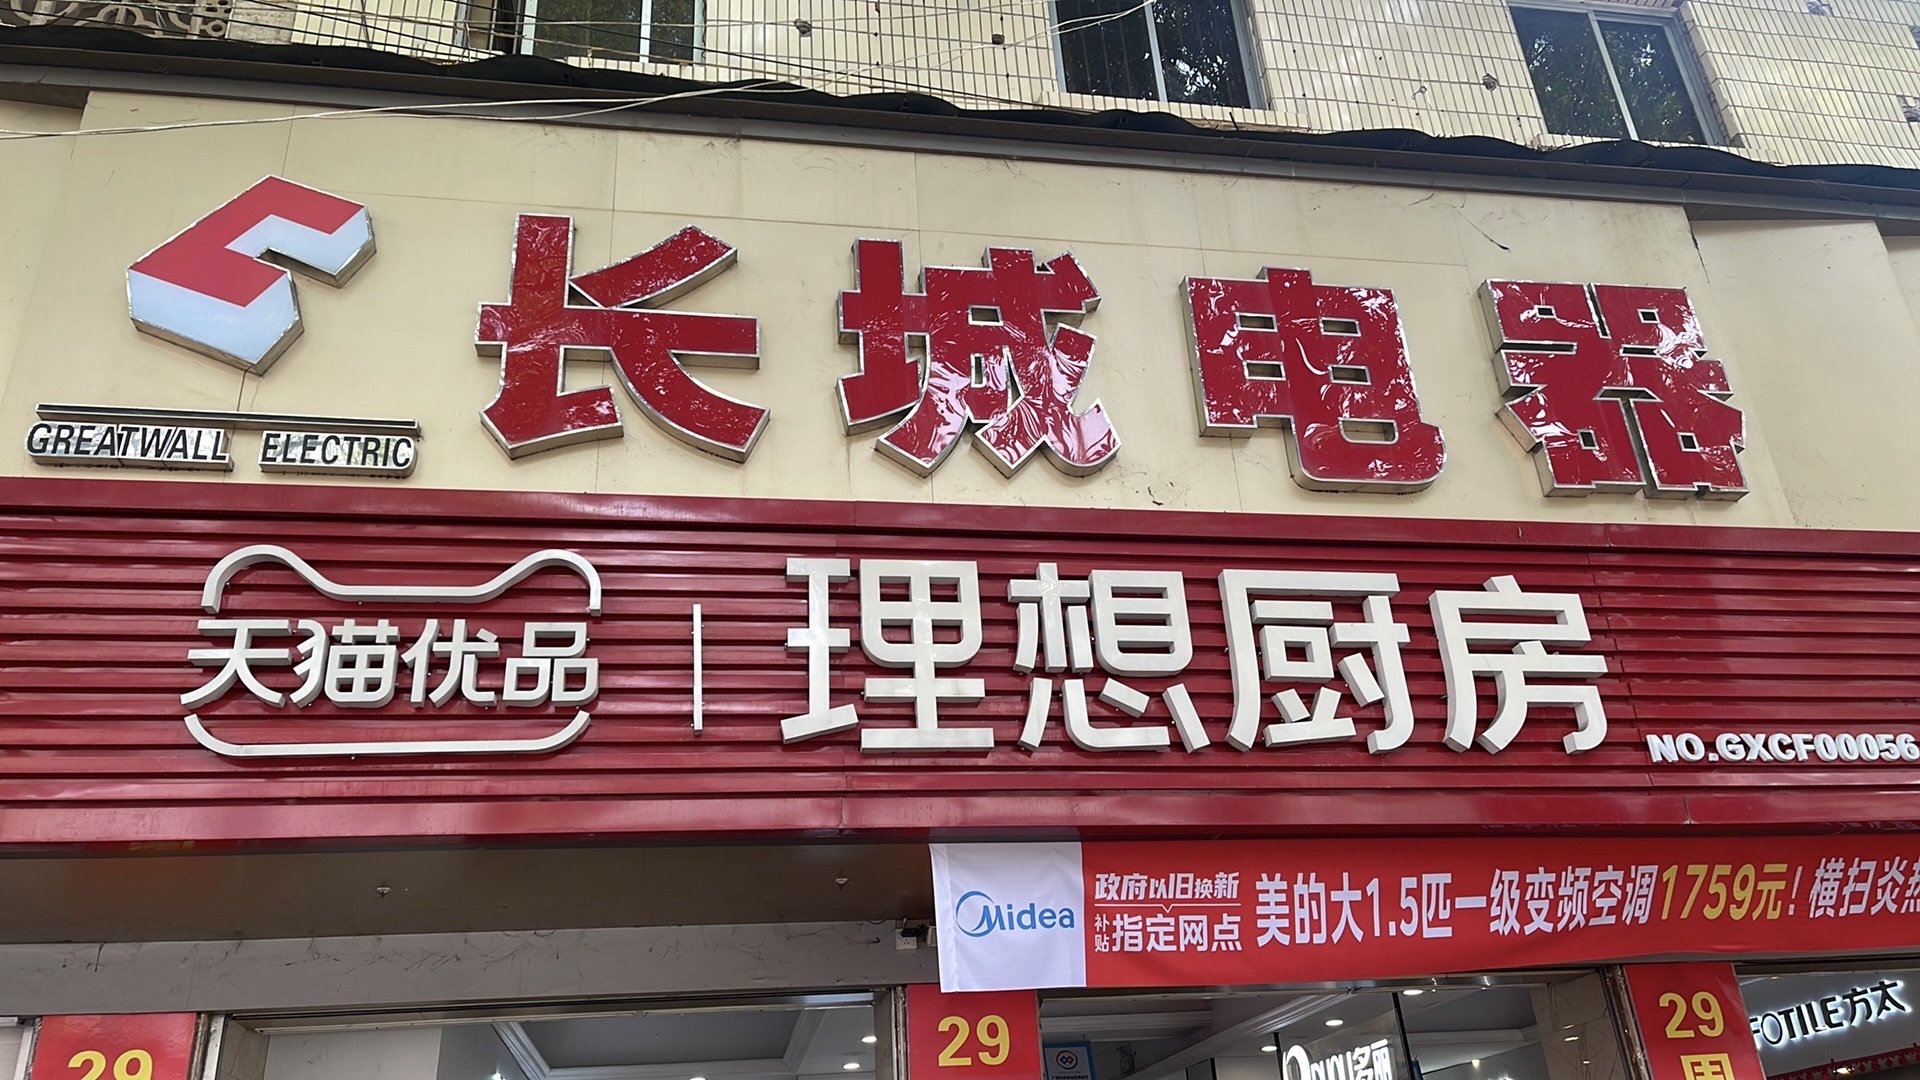 长城电器
GREATWALL ELECTRIC
天猫优品 理想厨房
NO.GXCF00056
Midea
政府以旧换新
补贴
指定网点
美的大1.5匹一级变频空调1759元！横扫炎热
29
29
29
周
FOTILE方太
多丽